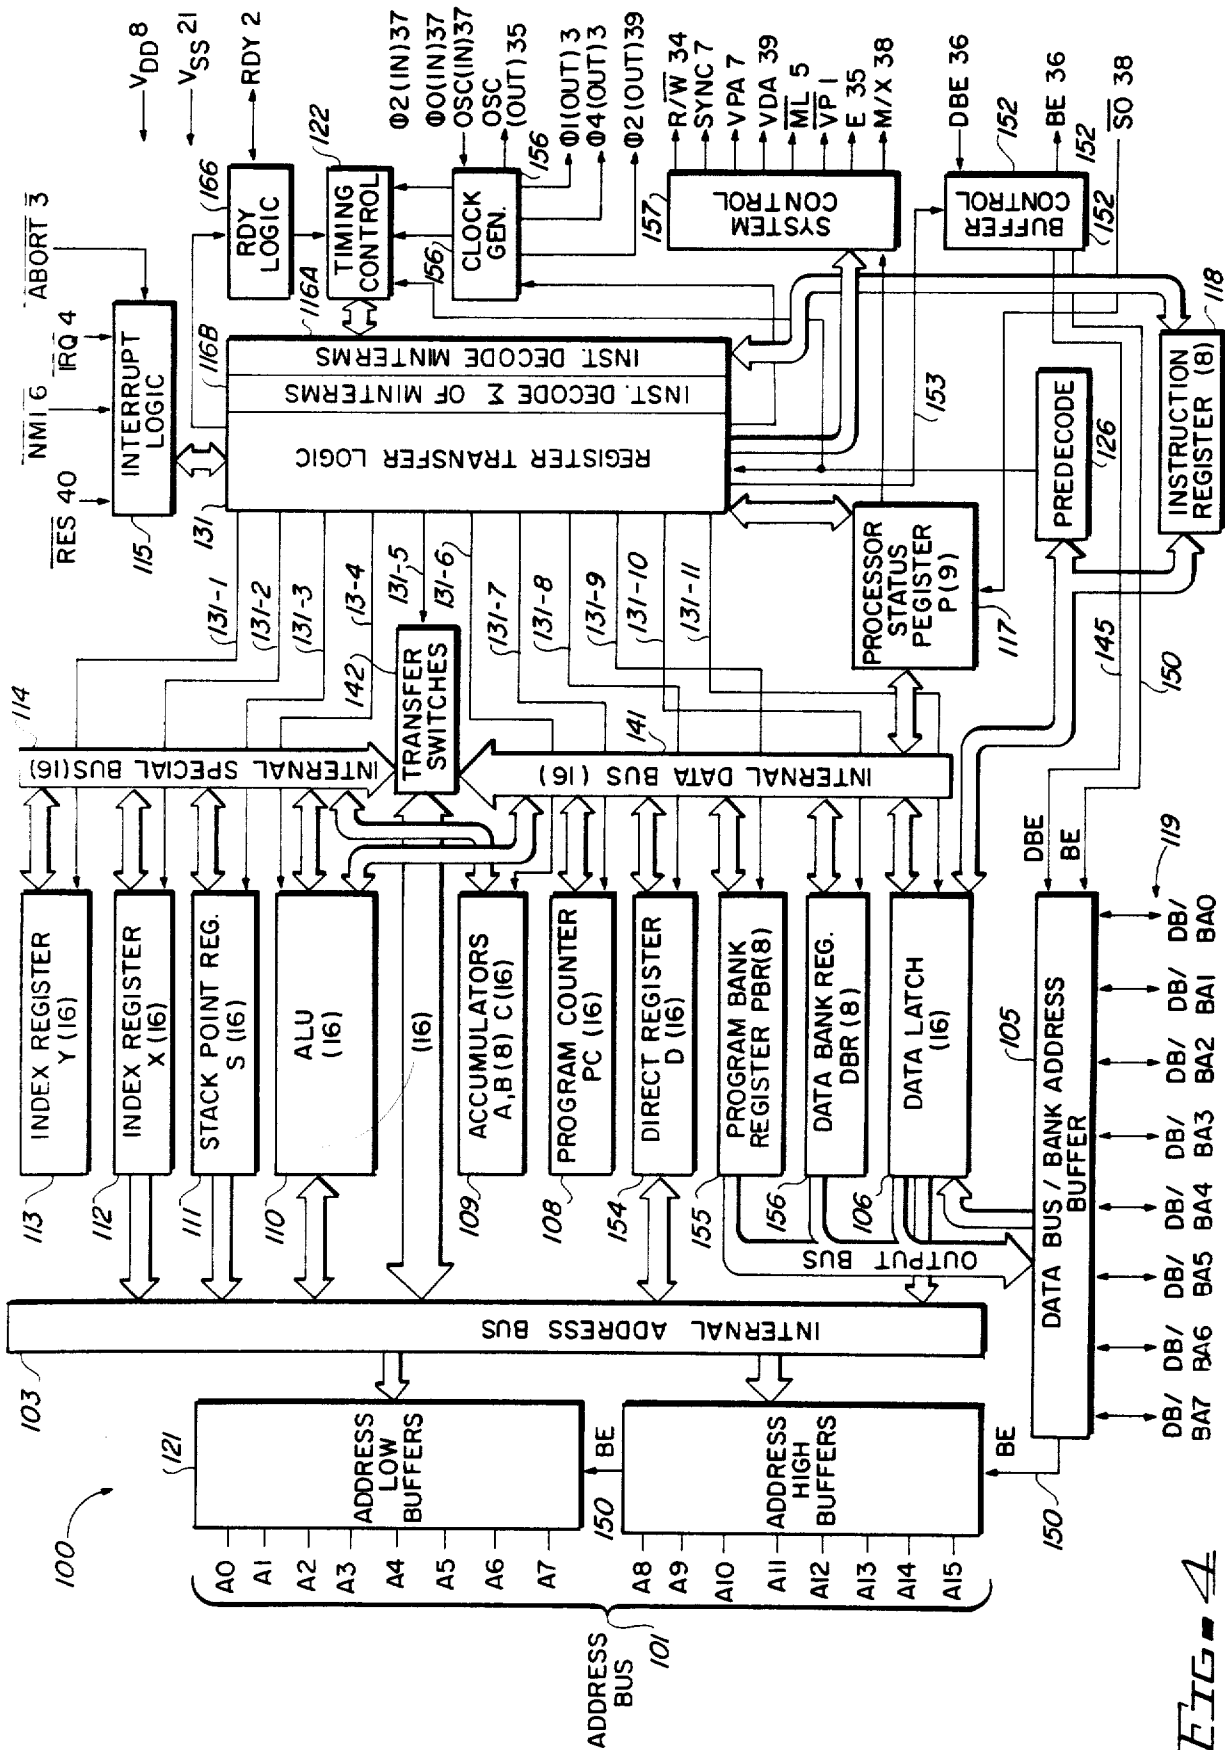 100
103
ADDRESS
BUS
101
A0
A1
A2
A3
A4
A5
A6
A7
A8
A9
A10
A11
A12
A13
A14
A15
121
ADDRESS
LOW
BUFFERS
BE
150
ADDRESS
HIGH
BUFFERS
BE
150
INTERNAL ADDRESS BUS
113
INDEX REGISTER
Y (16)
112
INDEX REGISTER
X (16)
111
STACK POINT REG.
S (16)
110
ALU
(16)
(16)
109
ACCUMULATORS
A,B(8) C(16)
108
PROGRAM COUNTER
PC (16)
154
DIRECT REGISTER
D (16)
155
PROGRAM BANK
REGISTER PBR(8)
156
DATA BANK REG.
DBR (8)
106
DATA LATCH
(16)
OUTPUT BUS
DATA BUS / BANK ADDRESS
BUFFER
105
DBE
BE
119
DB/
BA7
DB/
BA6
DB/
BA5
DB/
BA4
DB/
BA3
DB/
BA2
DB/
BA1
DB/
BA0
114
INTERNAL SPECIAL BUS(16)
142
TRANSFER
SWITCHES
141
INTERNAL DATA BUS (16)
131-1
131-2
131-3
13-4
131-5
131-6
131-7
131-8
131-9
131-10
131-11
PROCESSOR
STATUS
PEGISTER
P(9)
117
145
150
RES 40
NMI 6
IRQ 4
ABORT 3
115
INTERRUPT
LOGIC
131
REGISTER TRANSFER LOGIC
116B
INST. DECODE Σ OF MINTERMS
116A
INST. DECODE MINTERMS
153
PREDECODE
126
INSTRUCTION
REGISTER (8)
118
VDD 8
VSS 21
RDY 2
166
RDY
LOGIC
122
TIMING
CONTROL
156
CLOCK
GEN.
156
Φ2(IN)37
Φ0(IN)37
OSC(IN)37
OSC
(OUT) 35
Φ1(OUT) 3
Φ4(OUT)3
Φ2(OUT)39
157
SYSTEM
CONTROL
R/W 34
SYNC 7
VPA 7
VDA 39
ML 5
VP 1
E 35
M/X 38
DBE 36
152
BUFFER
CONTROL
152
BE 36
152
SO 38
FIG-4